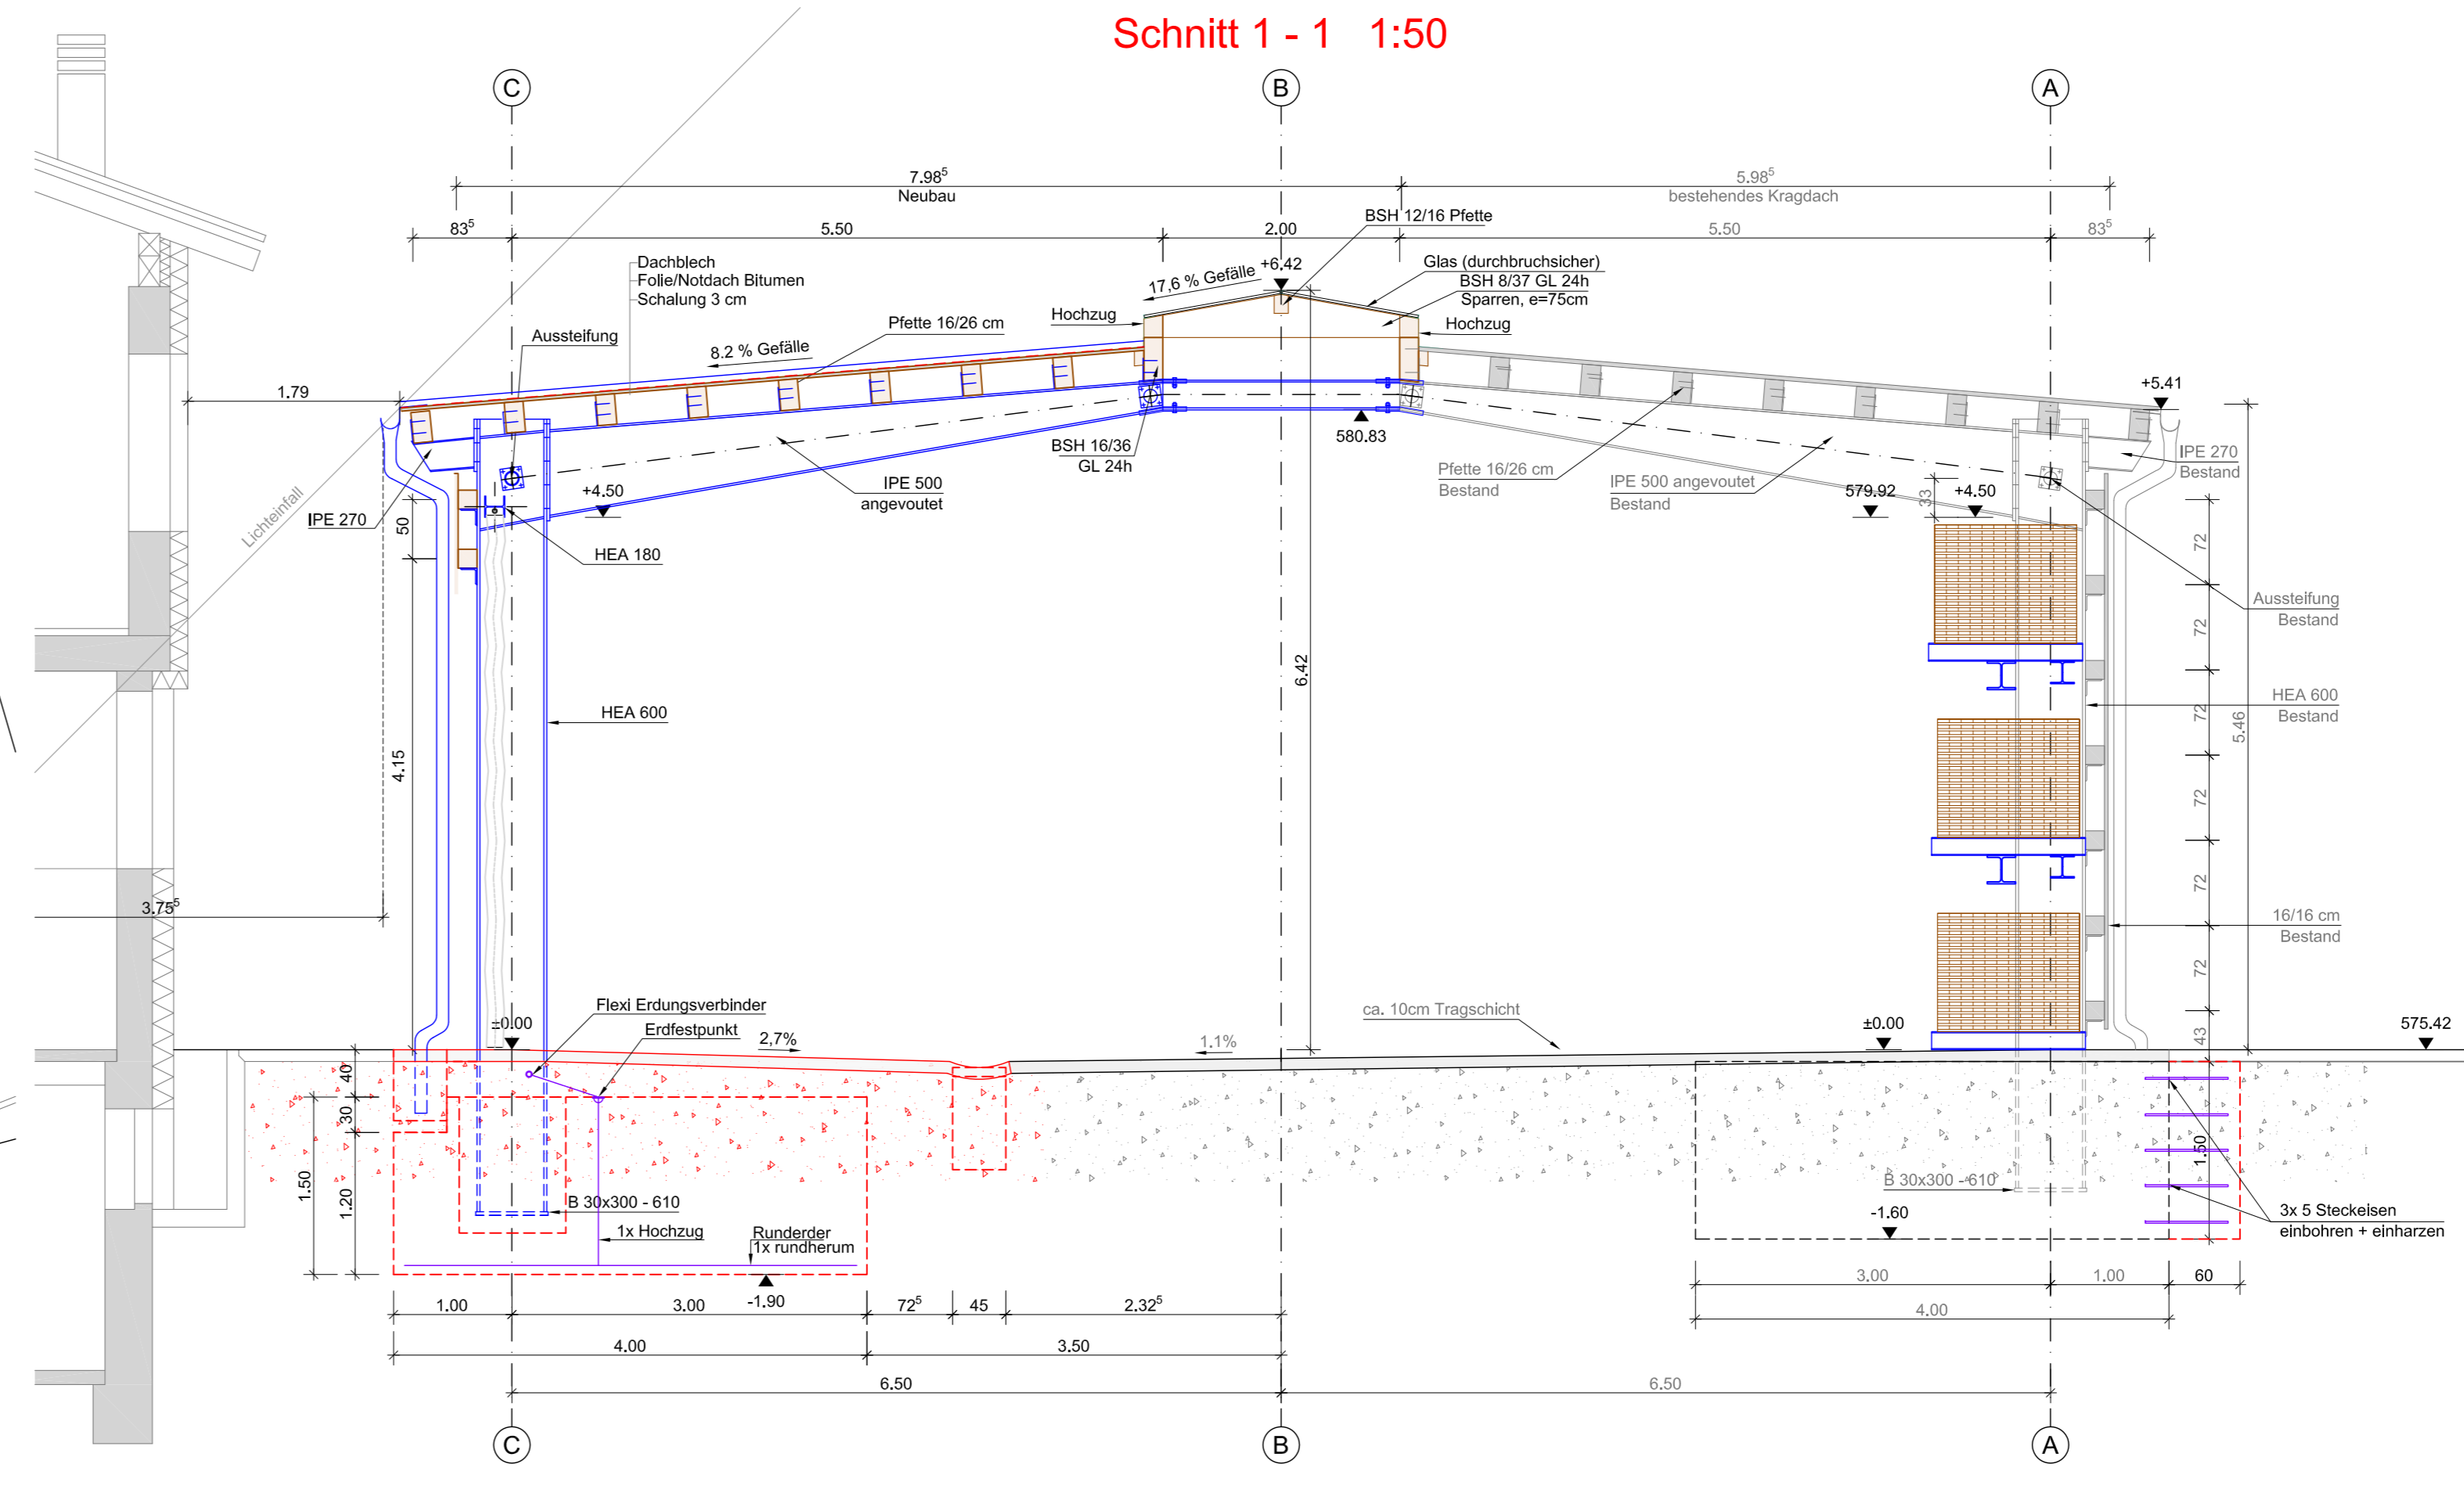 Schnitt 1 - 1 1:50
C
B
A
7.98⁵
Neubau
5.98⁵
bestehendes Kragdach
83⁵
5.50
2.00
5.50
83⁵
BSH 12/16 Pfette
Dachblech
Folie/Notdach Bitumen
Schalung 3 cm
17,6 % Gefälle
+6.42
Glas (durchbruchsicher)
BSH 8/37 GL 24h
Sparren, e=75cm
Hochzug
Hochzug
Aussteifung
Pfette 16/26 cm
8.2 % Gefälle
1.79
+5.41
580.83
BSH 16/36
GL 24h
IPE 500
angevoutet
Pfette 16/26 cm
Bestand
IPE 500 angevoutet
Bestand
IPE 270
Bestand
Lichteinfall
IPE 270
50
+4.50
579.92
33
+4.50
HEA 180
72
72
72
72
72
72
Aussteifung
Bestand
HEA 600
6.42
HEA 600
Bestand
5.46
4.15
3.75⁵
16/16 cm
Bestand
Flexi Erdungsverbinder
Erdfestpunkt
±0.00
2,7%
1.1%
ca. 10cm Tragschicht
±0.00
43
575.42
40
30
1.50
1.20
B 30x300 - 610
1x Hochzug
Runderder
1x rundherum
-1.90
B 30x300 - 610
-1.60
1.50
3x 5 Steckeisen
einbohren + einharzen
1.00
3.00
72⁵
45
2.32⁵
3.00
1.00
60
4.00
3.50
4.00
6.50
6.50
C
B
A